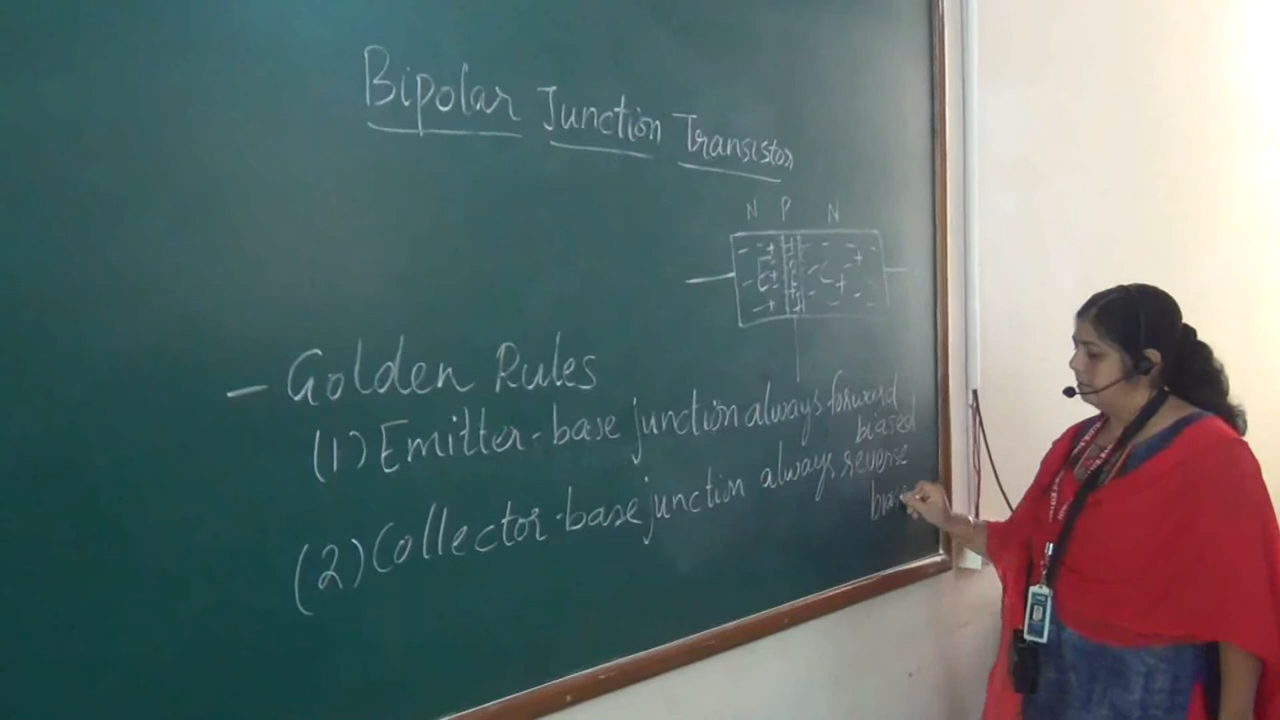 Bipolar Junction Transistor
N P N
E B C
- Golden Rules
(1) Emitter-base junction always forward
biased
(2) Collector-base junction always reverse